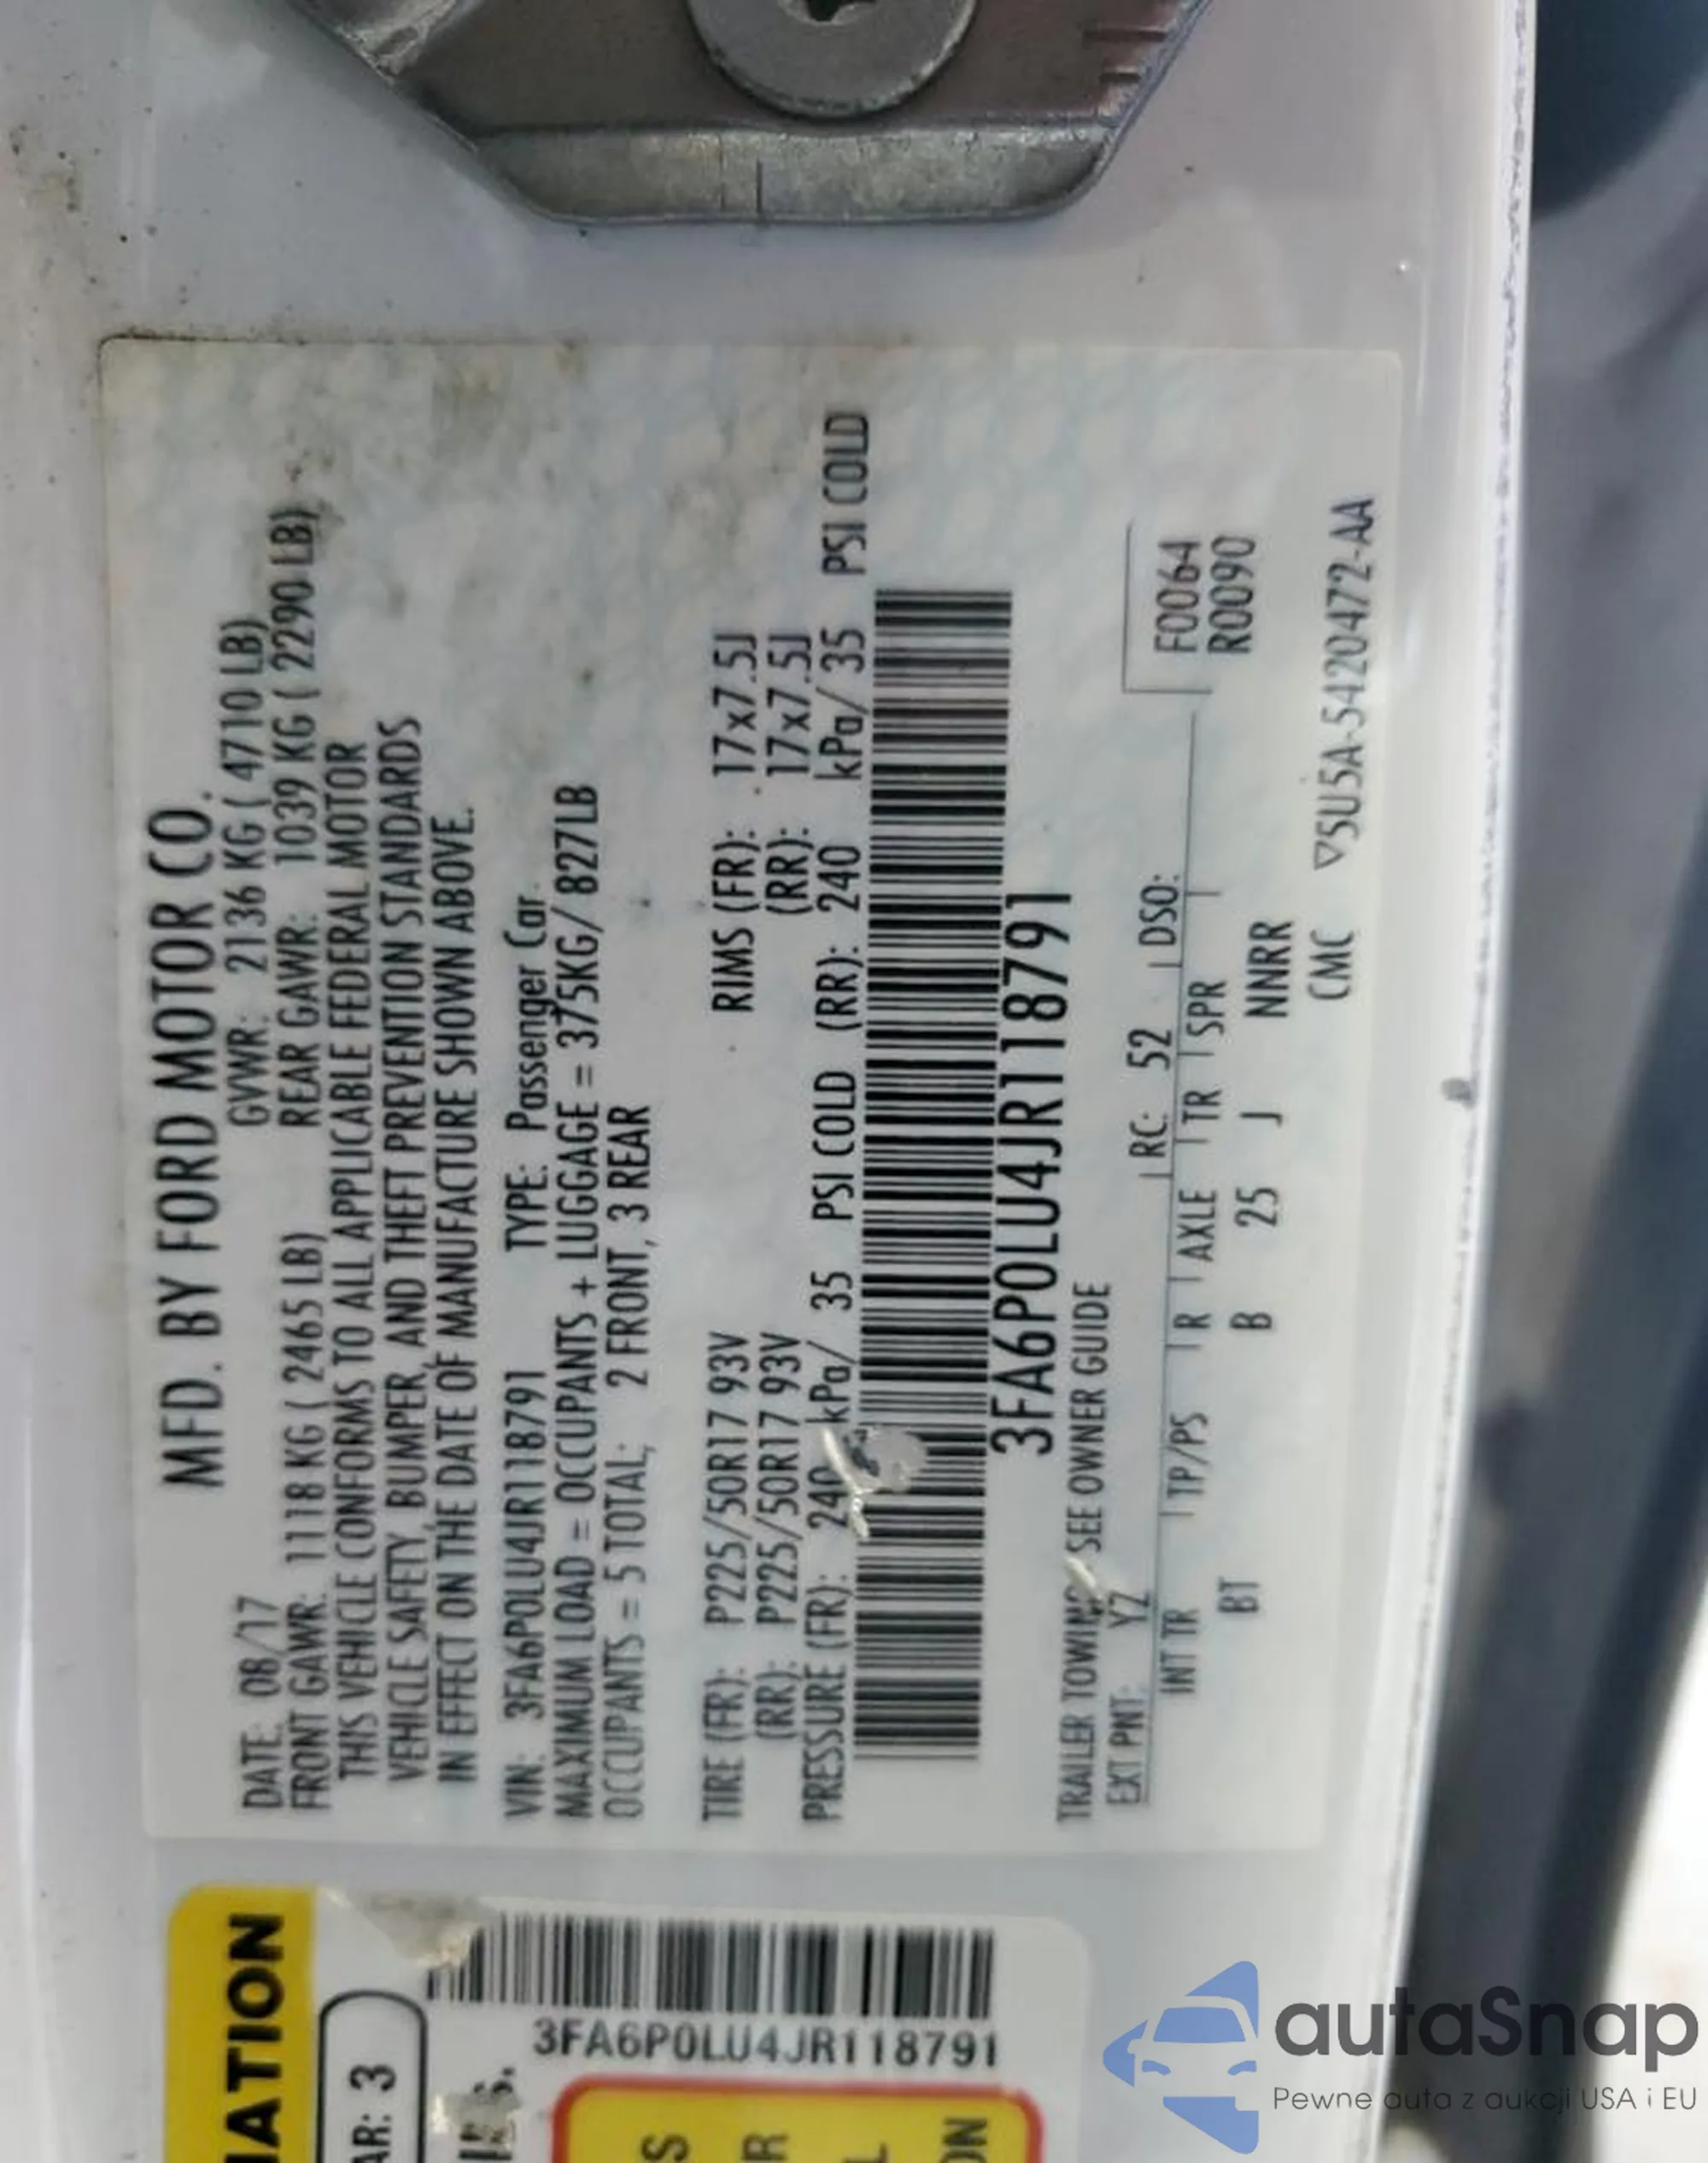 MFD. BY FORD MOTOR CO.
DATE: 08/17 GVWR: 2136 KG ( 4710 LB)
FRONT GAWR: 1118 KG ( 2465 LB) REAR GAWR: 1039 KG ( 2290 LB)
THIS VEHICLE CONFORMS TO ALL APPLICABLE FEDERAL MOTOR
VEHICLE SAFETY, BUMPER, AND THEFT PREVENTION STANDARDS
IN EFFECT ON THE DATE OF MANUFACTURE SHOWN ABOVE.
VIN: 3FA6P0LU4JR118791 TYPE: Passenger Car
MAXIMUM LOAD = OCCUPANTS + LUGGAGE = 375KG/827LB
OCCUPANTS = 5 TOTAL; 2 FRONT, 3 REAR
TIRE (FR): P225/50R17 93V RIMS (FR): 17x7.5J
(RR): P225/50R17 93V (RR): 17x7.5J
PRESSURE (FR): 240 kPa/ 35 PSI COLD (RR): 240 kPa/ 35 PSI COLD
3FA6P0LU4JR118791
TRAILER TOWING SEE OWNER GUIDE
EXT PNT: YZ RC: 52 DSO: F0064
INT TR TP/PS R AXLE TR SPR R0090
BT B 25 J NNRR
CMC ▽5U5A-5420472-AA
3FA6P0LU4JR118791
AR: 3
autaSnap
Pewne auta z aukcji USA i EU